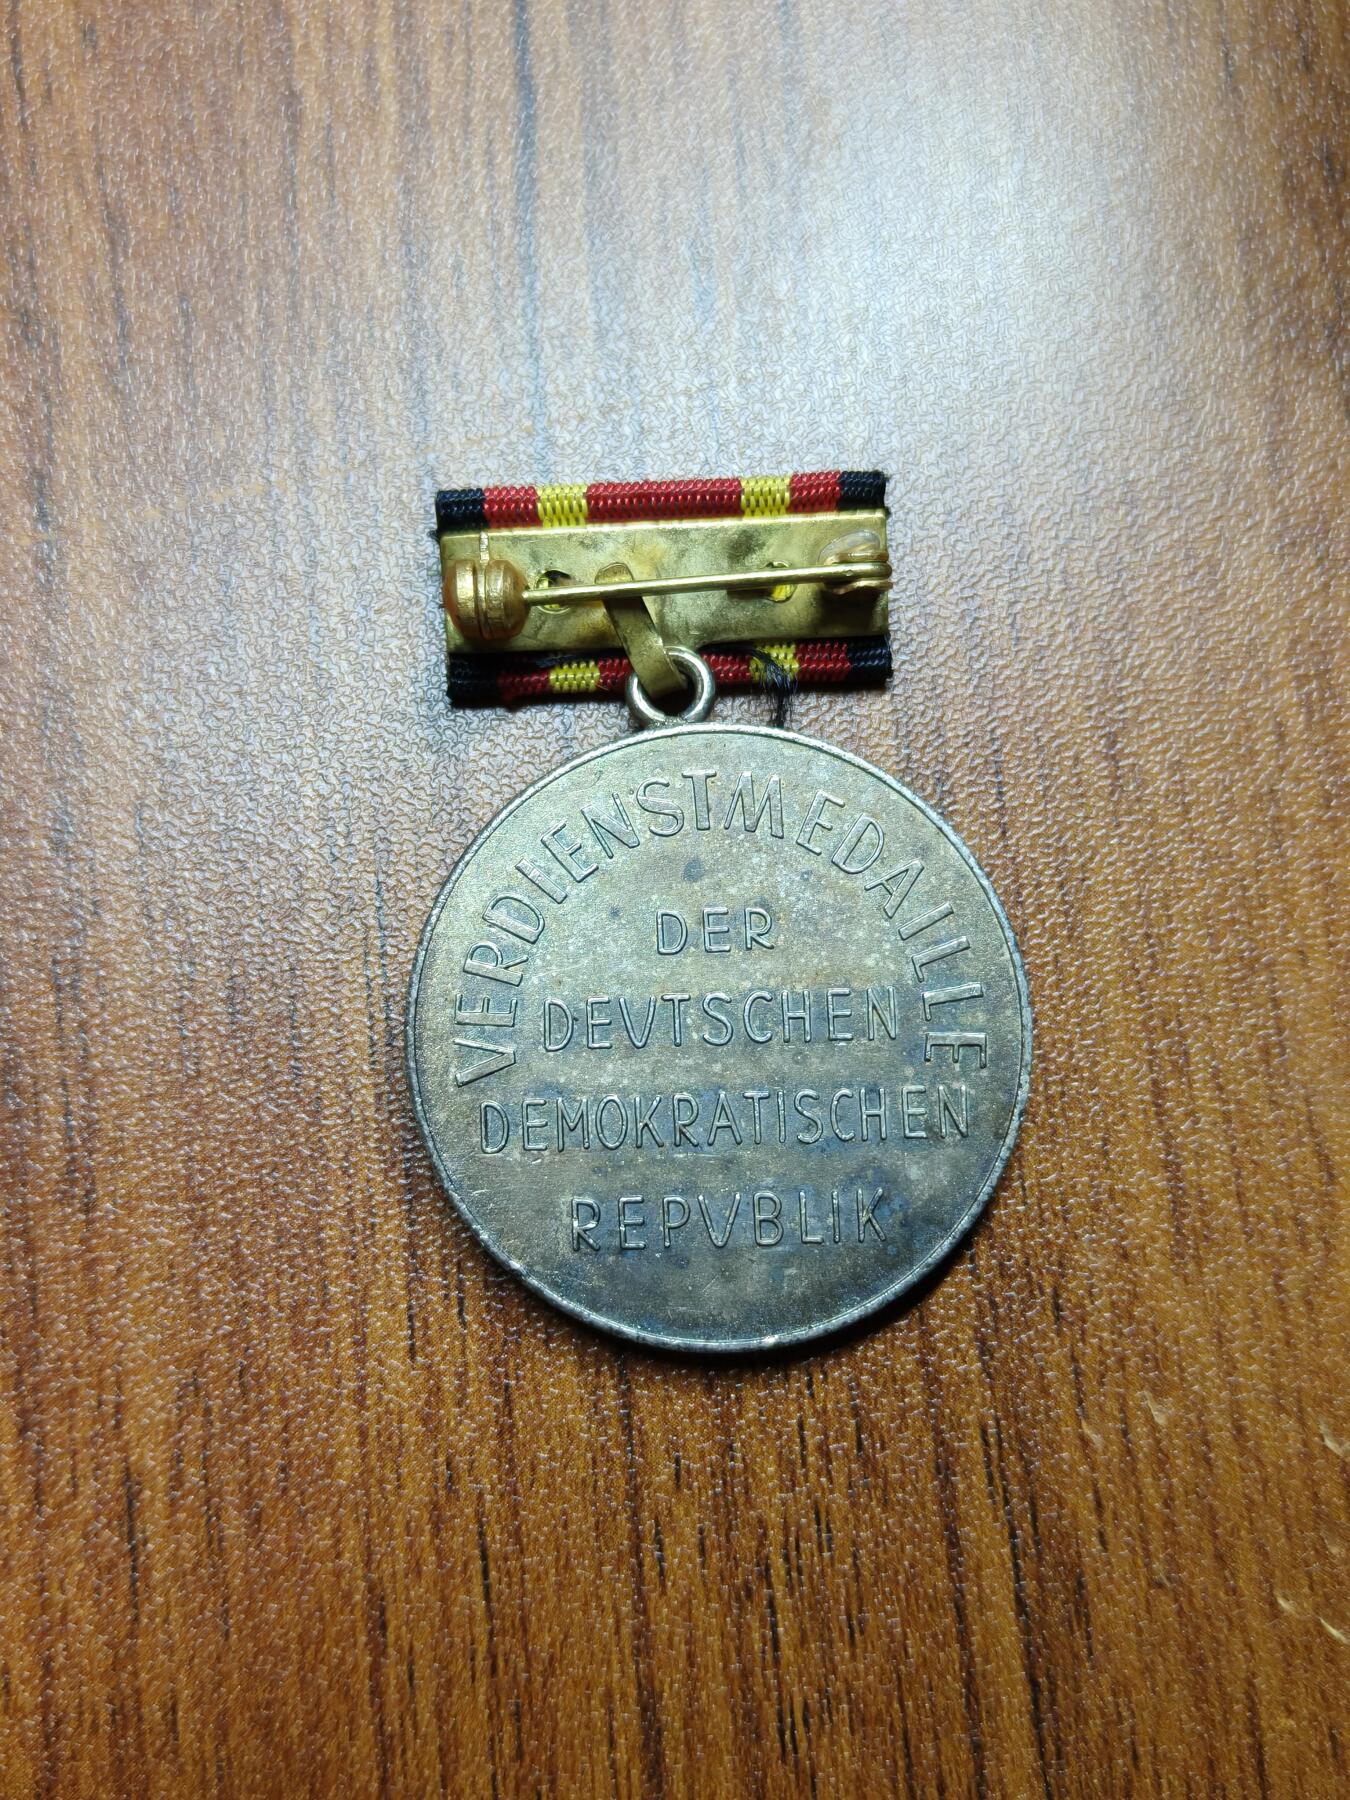 VERDIENSTMEDAILLE
DER
DEVTSCHEN
DEMOKRATISCHEN
REPVBLIK